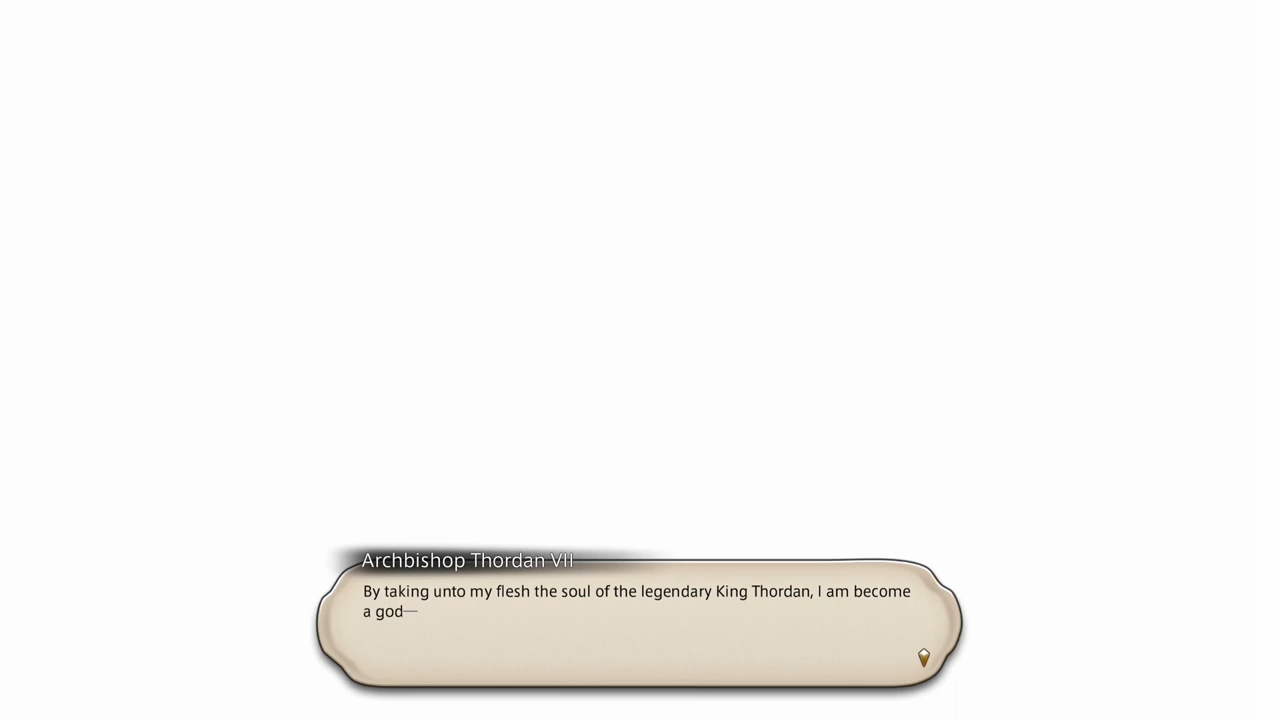 Archbishop Thordan VII
By taking unto my flesh the soul of the legendary King Thordan, I am become
a god—